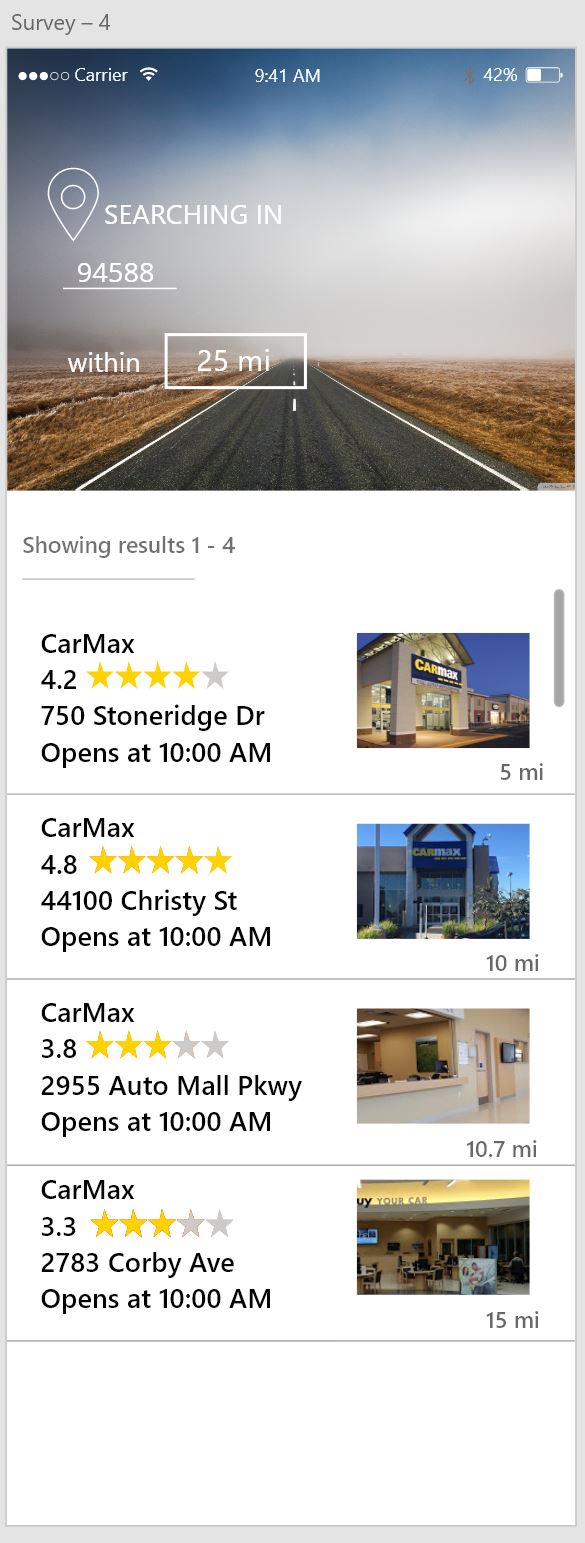 Survey – 4
Carrier 9:41 AM 42%
SEARCHING IN
94588
within 25 mi
Showing results 1 - 4
CarMax
4.2
750 Stoneridge Dr
Opens at 10:00 AM
CARMAX
5 mi
CarMax
4.8
44100 Christy St
Opens at 10:00 AM
CARMAX
10 mi
CarMax
3.8
2955 Auto Mall Pkwy
Opens at 10:00 AM
10.7 mi
CarMax
3.3
2783 Corby Ave
Opens at 10:00 AM
uy YOUR CAR
15 mi